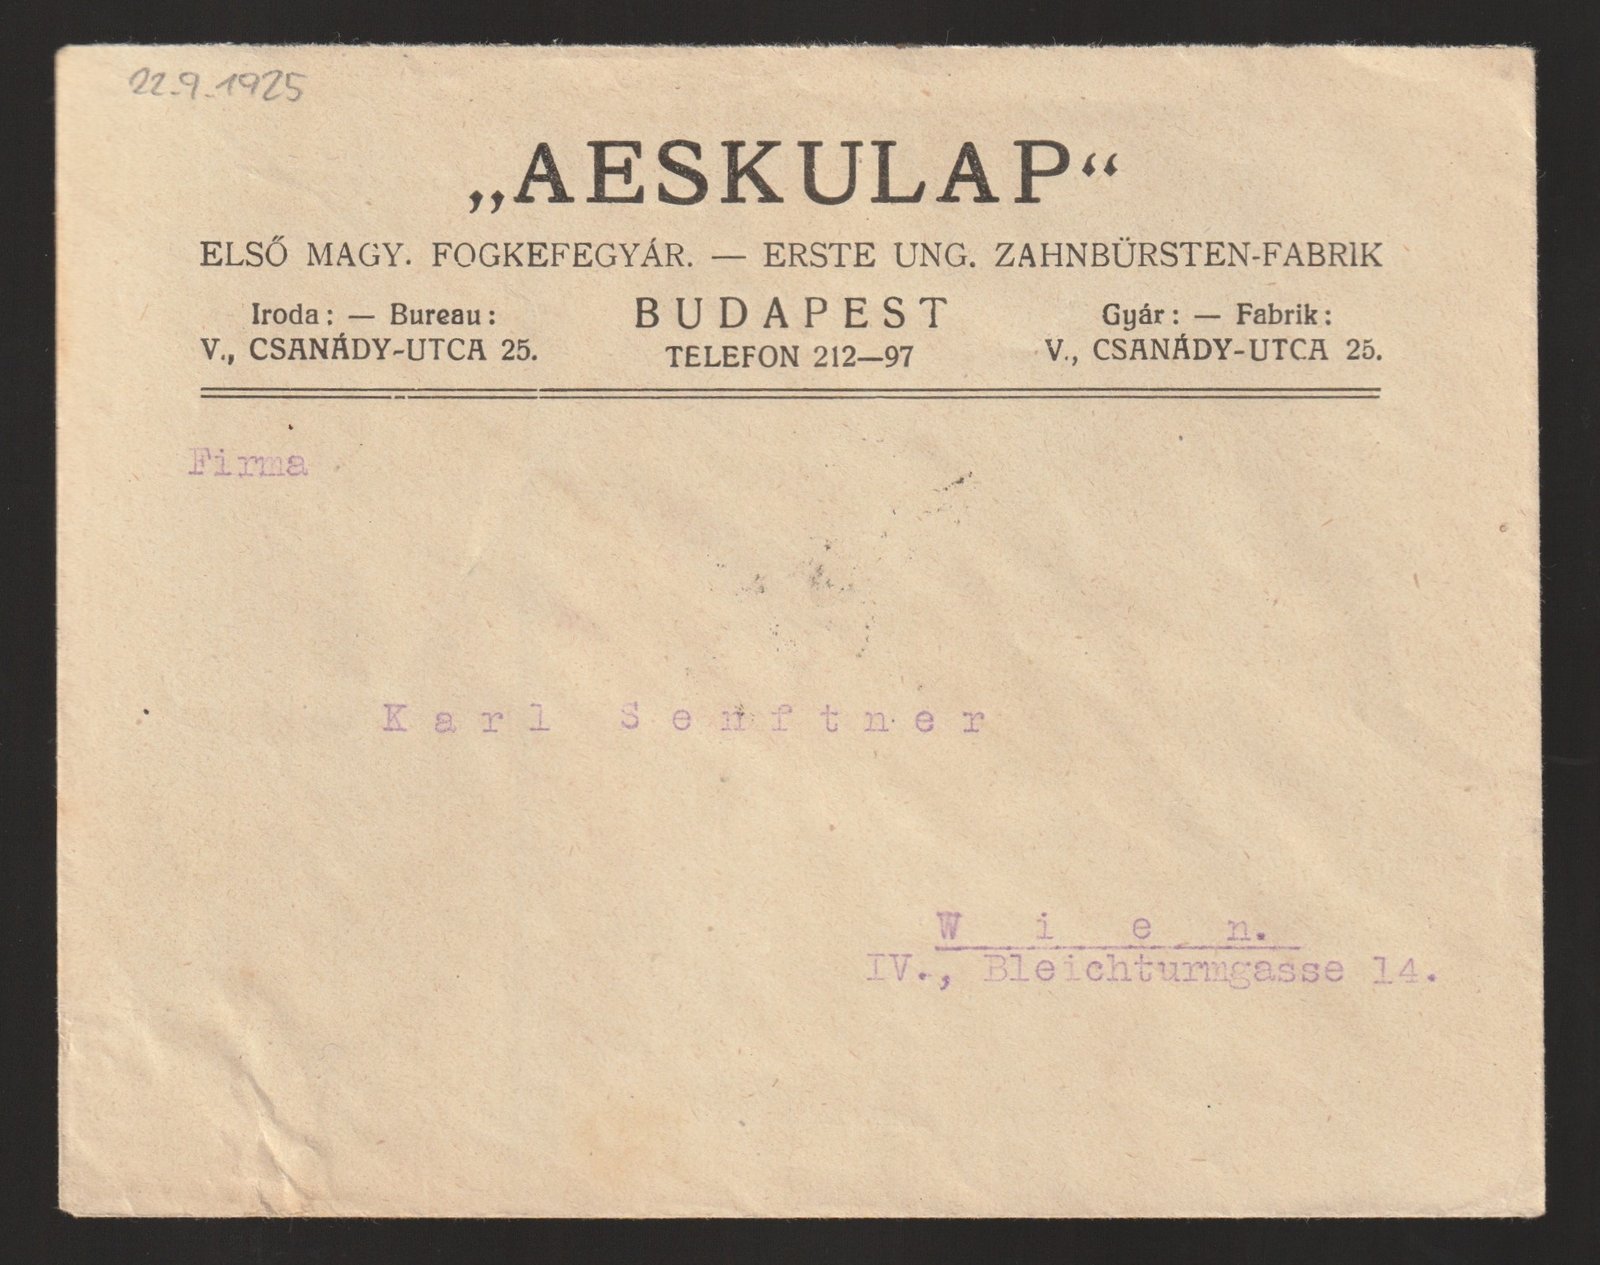 22.9.1925
„AESKULAP“
ELSŐ MAGY. FOGKEFEGYÁR. — ERSTE UNG. ZAHNBÜRSTEN-FABRIK
Iroda: — Bureau:
V., CSANÁDY-UTCA 25.
BUDAPEST
TELEFON 212—97
Gyár: — Fabrik:
V., CSANÁDY-UTCA 25.
Firma
Karl Senftner
Wien.
IV., Bleichturmgasse 14.